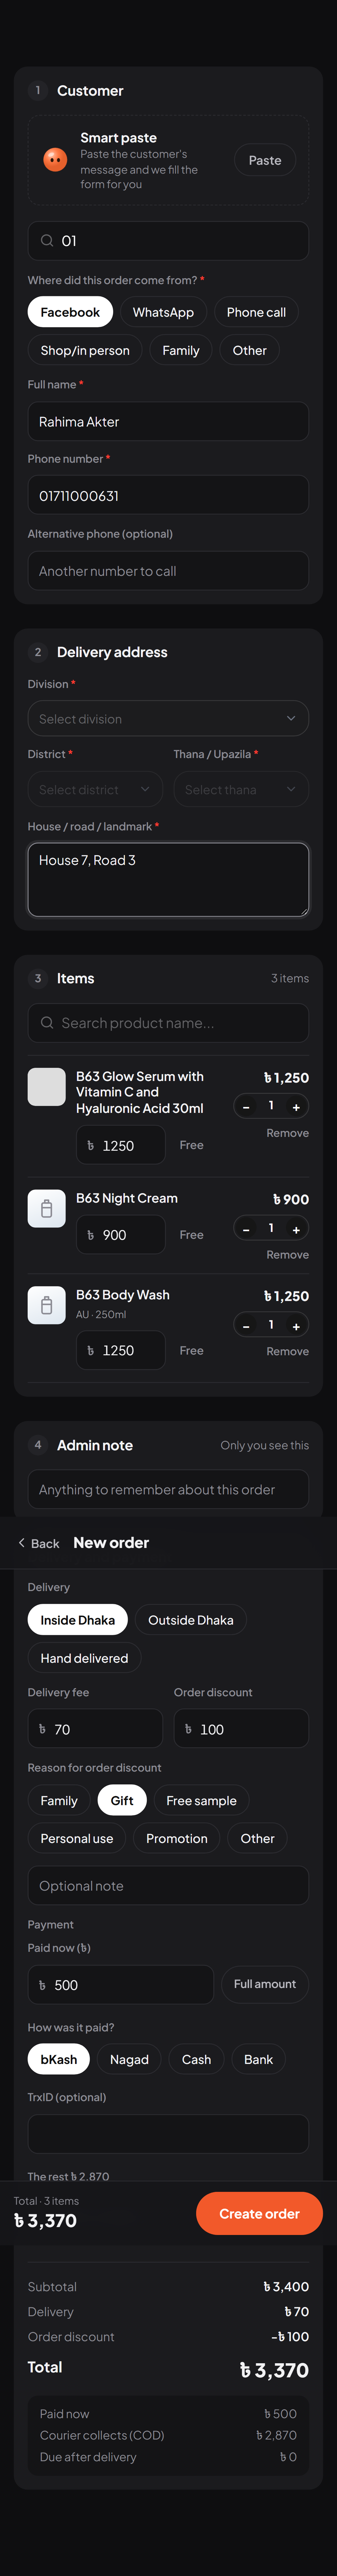 1 Customer
Smart paste
Paste the customer's
message and we fill the
form for you
Paste
01
Where did this order come from? *
Facebook WhatsApp Phone call
Shop/in person Family Other
Full name *
Rahima Akter
Phone number *
01711000631
Alternative phone (optional)
Another number to call
2 Delivery address
Division *
Select division
District * Thana / Upazila *
Select district Select thana
House / road / landmark *
House 7, Road 3
3 Items 3 items
Search product name...
B63 Glow Serum with
Vitamin C and
Hyaluronic Acid 30ml
৳ 1,250
– 1 +
Remove
৳ 1250 Free
B63 Night Cream ৳ 900
– 1 +
৳ 900 Free
Remove
B63 Body Wash ৳ 1,250
AU · 250ml
– 1 +
৳ 1250 Free
Remove
4 Admin note Only you see this
Anything to remember about this order
Back New order
Delivery
Inside Dhaka Outside Dhaka
Hand delivered
Delivery fee Order discount
৳ 70 ৳ 100
Reason for order discount
Family Gift Free sample
Personal use Promotion Other
Optional note
Payment
Paid now (৳)
৳ 500 Full amount
How was it paid?
bKash Nagad Cash Bank
TrxID (optional)
The rest ৳ 2,870
Total · 3 items
৳ 3,370
Create order
Subtotal ৳ 3,400
Delivery ৳ 70
Order discount -৳ 100
Total ৳ 3,370
Paid now ৳ 500
Courier collects (COD) ৳ 2,870
Due after delivery ৳ 0